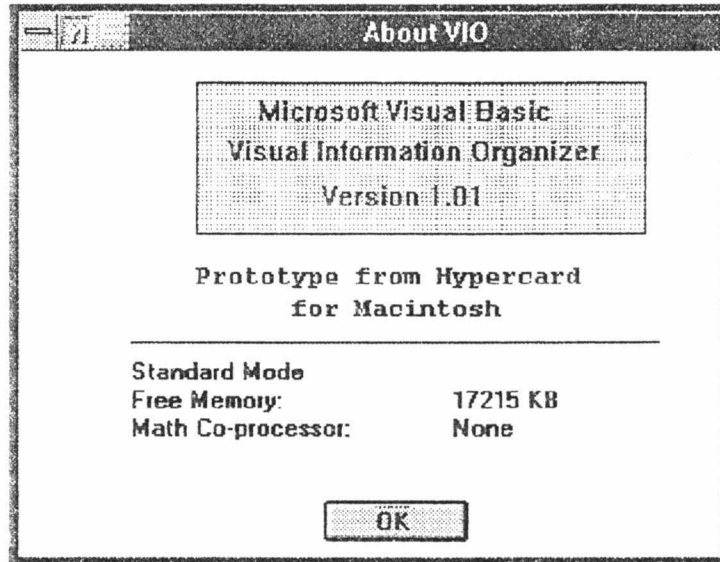 About VIO
Microsoft Visual Basic
Visual Information Organizer
Version 1.01
Prototype from Hypercard
for Macintosh
Standard Mode
Free Memory: 17215 KB
Math Co-processor: None
OK